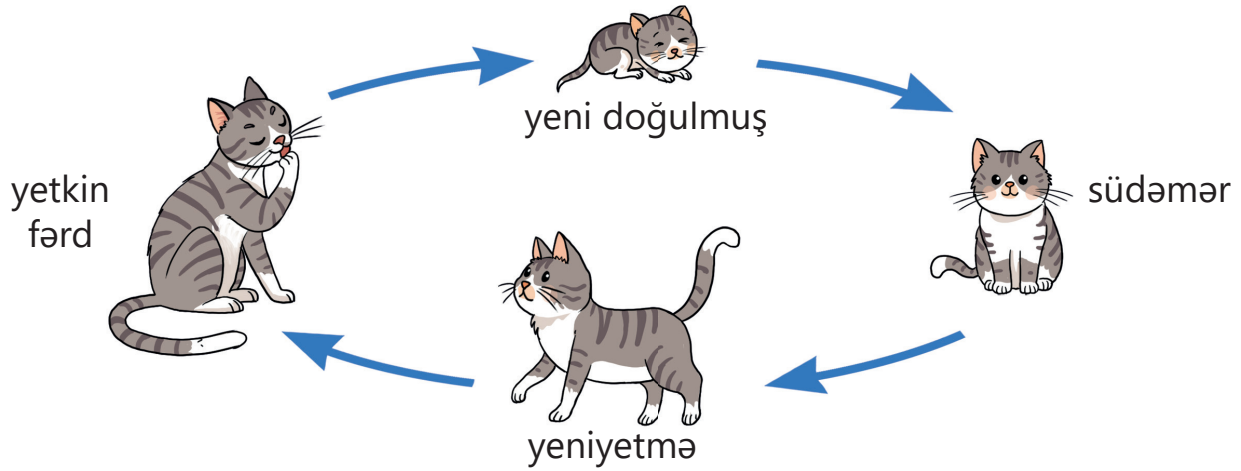 yeni doğulmuş
südəmər
yeniyetmə
yetkin
fərd